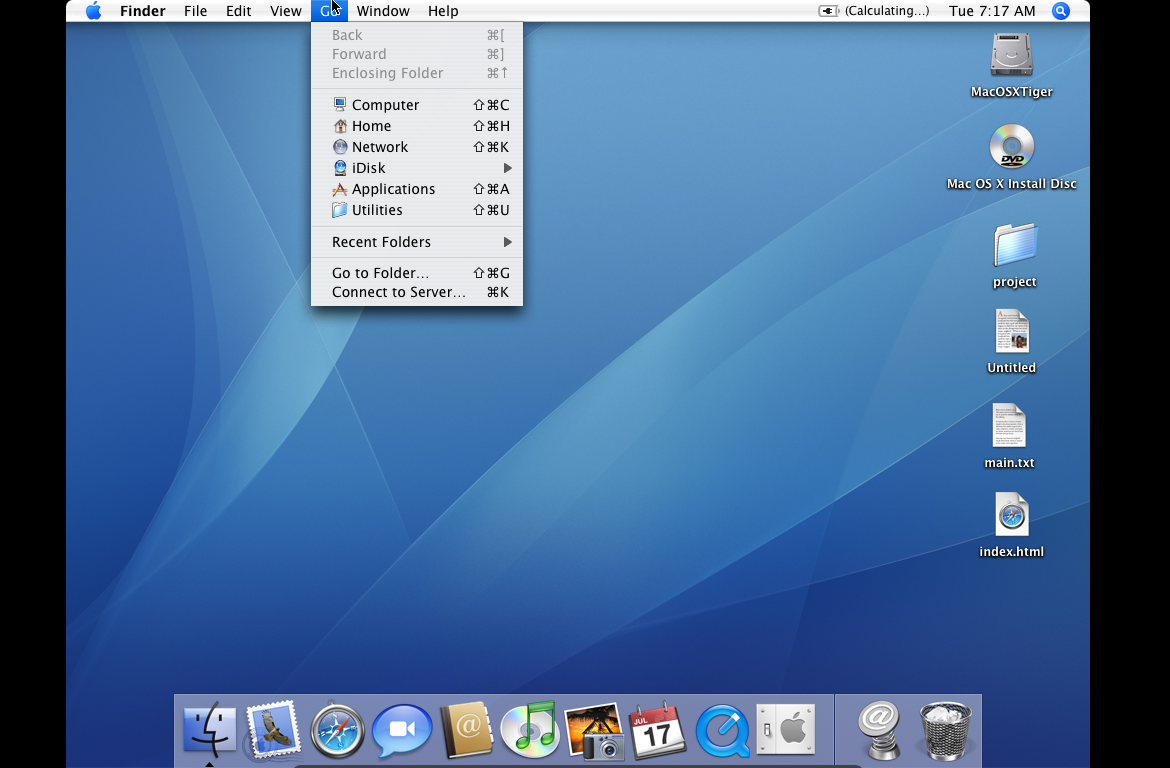 Finder File Edit View Go Window Help (Calculating...) Tue 7:17 AM
Back ⌘[
Forward ⌘]
Enclosing Folder ⌘↑
Computer ⇧⌘C
Home ⇧⌘H
Network ⇧⌘K
iDisk
Applications ⇧⌘A
Utilities ⇧⌘U
Recent Folders
Go to Folder... ⇧⌘G
Connect to Server... ⌘K
MacOSXTiger
DVD
Mac OS X Install Disc
project
Untitled
main.txt
index.html
JUL
17